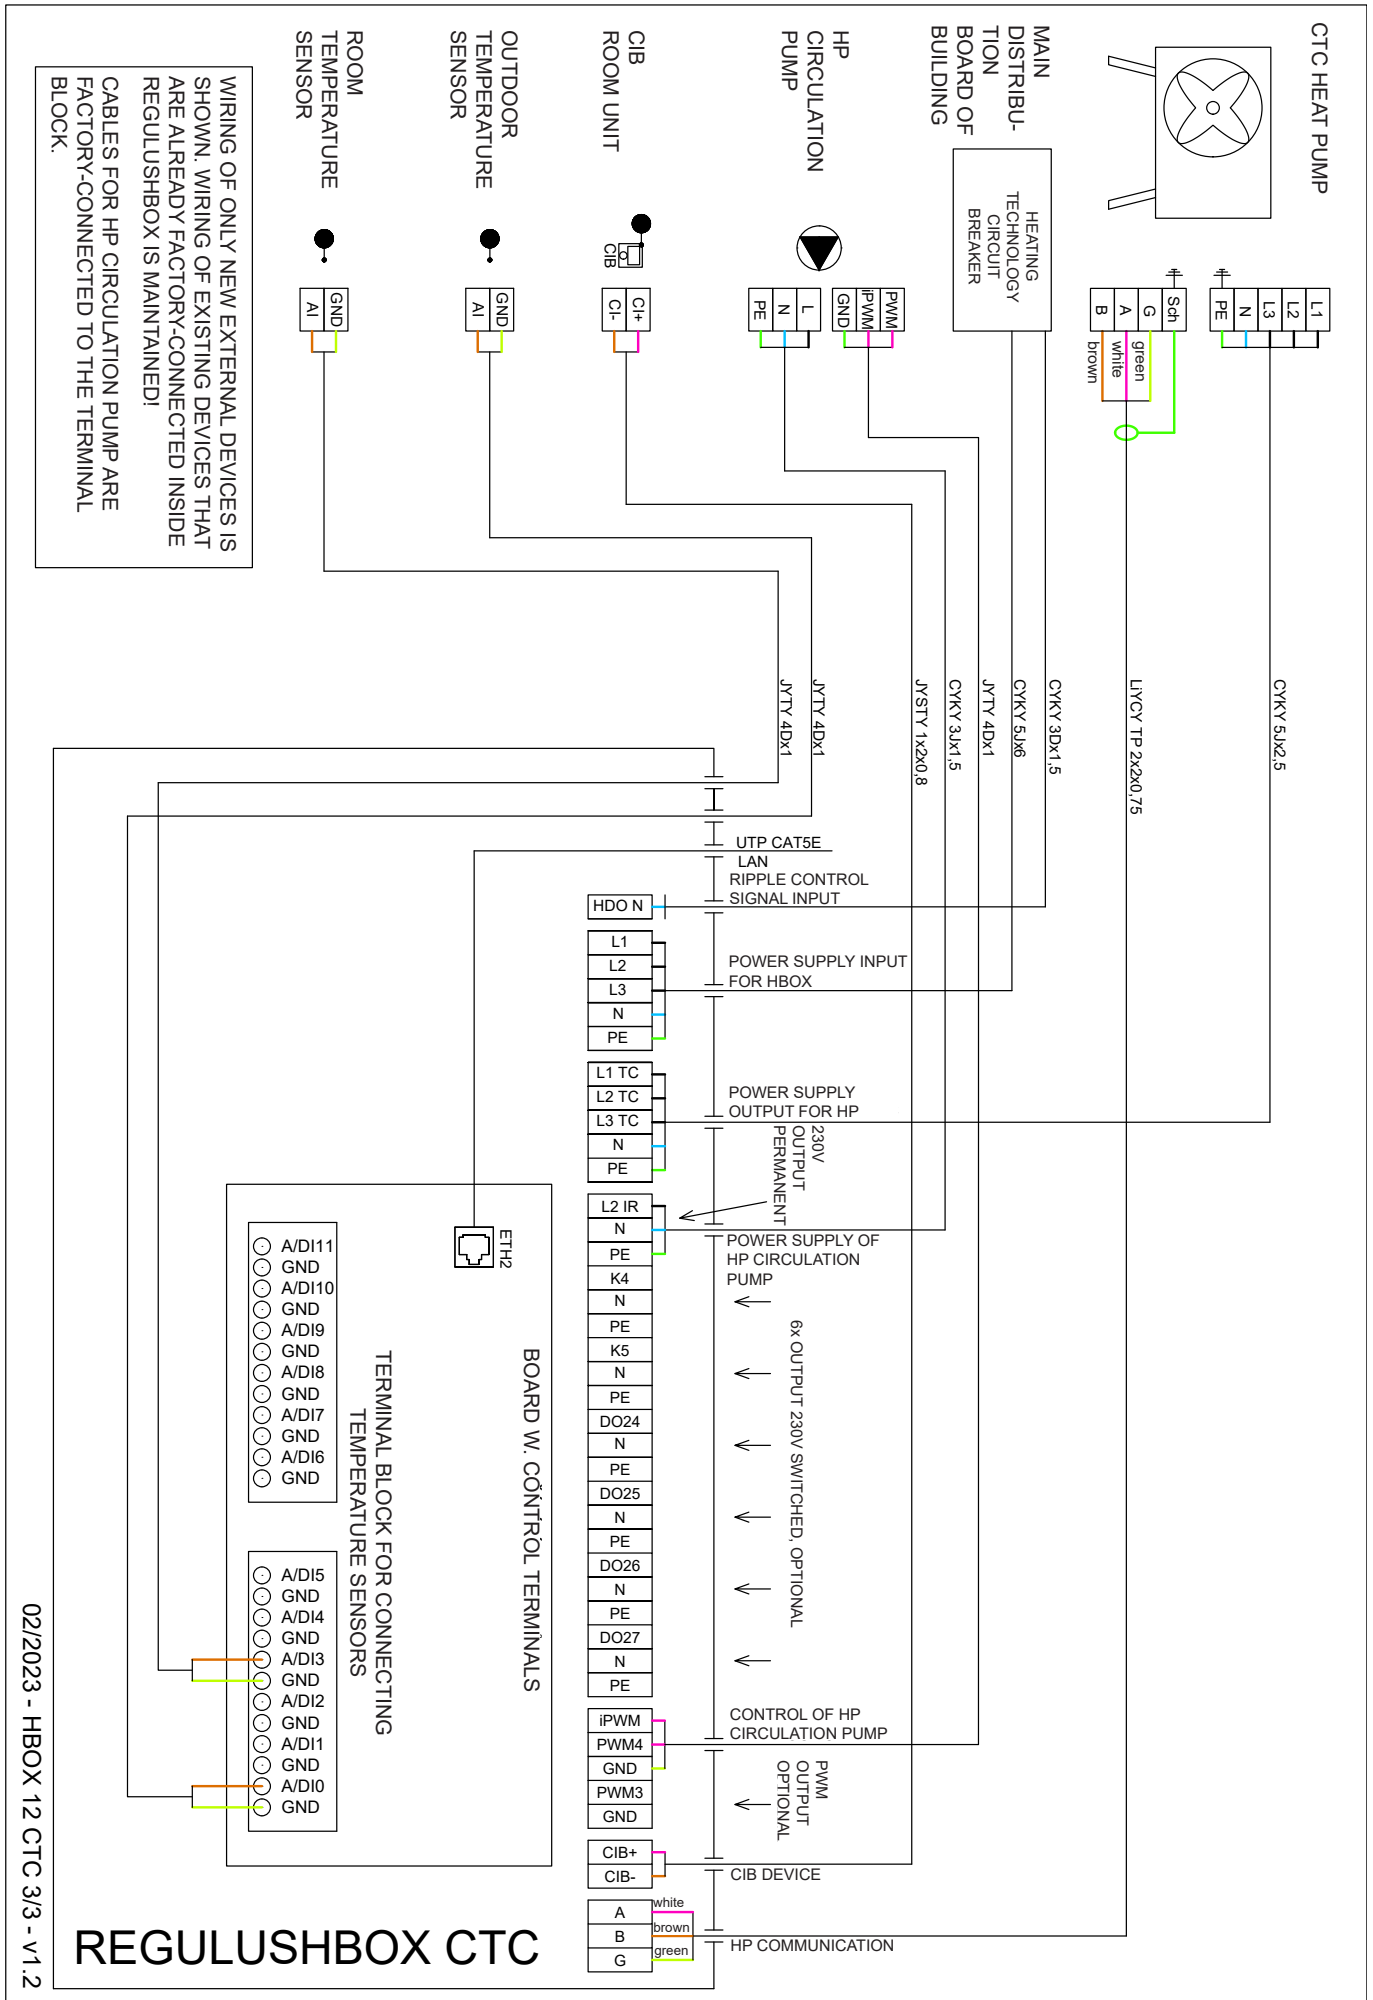 CTC HEAT PUMP
MAIN
DISTRIBU-
TION
BOARD OF
BUILDING
HP
CIRCULATION
PUMP
CIB
ROOM UNIT
OUTDOOR
TEMPERATURE
SENSOR
ROOM
TEMPERATURE
SENSOR
HEATING
TECHNOLOGY
CIRCUIT
BREAKER
CIB
L1
L2
L3
N
PE
Sch
G
A
B
green
white
brown
PWM
iPWM
GND
L
N
PE
CI+
CI-
GND
AI
GND
AI
WIRING OF ONLY NEW EXTERNAL DEVICES IS
SHOWN. WIRING OF EXISTING DEVICES THAT
ARE ALREADY FACTORY-CONNECTED INSIDE
REGULUSHBOX IS MAINTAINED!
CABLES FOR HP CIRCULATION PUMP ARE
FACTORY-CONNECTED TO THE TERMINAL
BLOCK.
CYKY 5Jx2,5
LiYCY TP 2x2x0,75
CYKY 3Dx1,5
CYKY 5Jx6
JYTY 4Dx1
CYKY 3Jx1,5
JYSTY 1x2x0,8
JYTY 4Dx1
JYTY 4Dx1
UTP CAT5E
LAN
RIPPLE CONTROL
SIGNAL INPUT
HDO N
L1
L2
L3
N
PE
POWER SUPPLY INPUT
FOR HBOX
L1 TC
L2 TC
L3 TC
N
PE
POWER SUPPLY
OUTPUT FOR HP
230V
OUTPUT
PERMANENT
L2 IR
N
PE
POWER SUPPLY OF
HP CIRCULATION
PUMP
K4
N
PE
K5
N
PE
DO24
N
PE
DO25
N
PE
DO26
N
PE
DO27
N
PE
6x OUTPUT 230V SWITCHED, OPTIONAL
iPWM
PWM4
GND
PWM3
GND
CONTROL OF HP
CIRCULATION PUMP
PWM
OUTPUT
OPTIONAL
CIB+
CIB-
CIB DEVICE
A
B
G
white
brown
green
HP COMMUNICATION
ETH2
BOARD W. CONTROL TERMINALS
TERMINAL BLOCK FOR CONNECTING
TEMPERATURE SENSORS
A/DI11
GND
A/DI10
GND
A/DI9
GND
A/DI8
GND
A/DI7
GND
A/DI6
GND
A/DI5
GND
A/DI4
GND
A/DI3
GND
A/DI2
GND
A/DI1
GND
A/DI0
GND
REGULUSHBOX CTC
02/2023 - HBOX 12 CTC 3/3 - v1.2